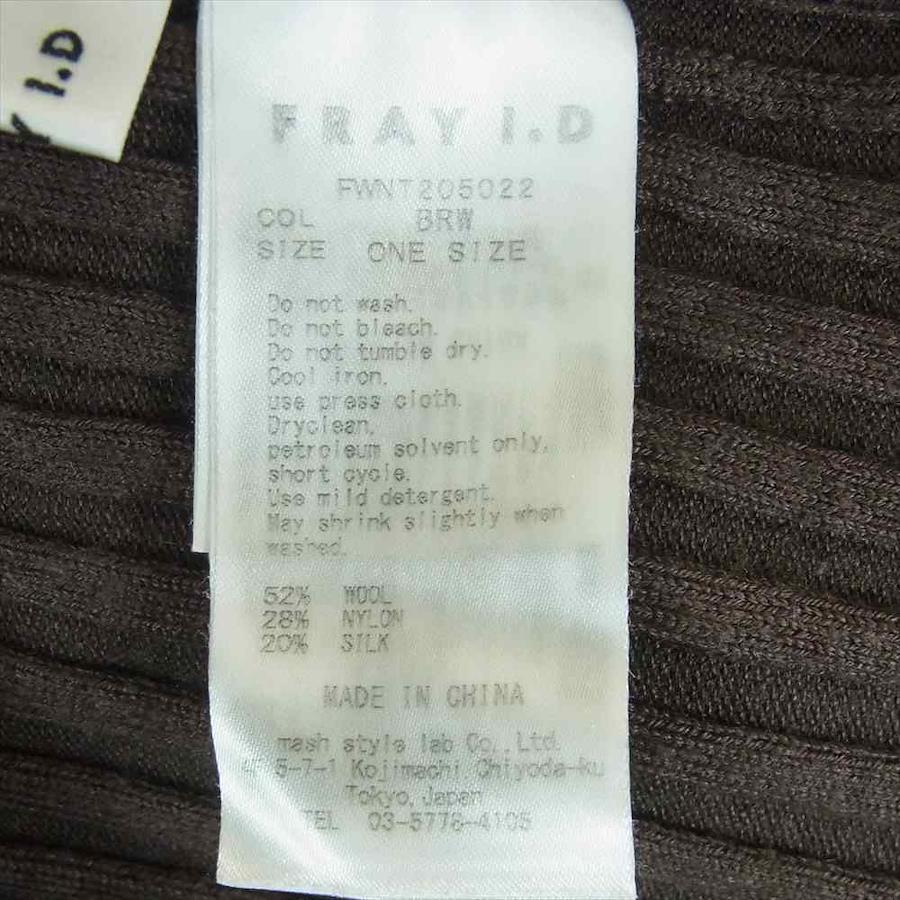 Y I.D
FRAY I.D
FWNT205022
COL BRW
SIZE ONE SIZE
Do not wash.
Do not bleach.
Do not tumble dry.
Cool iron.
use press cloth.
Dryclean.
petroleum solvent only,
short cycle.
Use mild detergent.
May shrink slightly when
washed.
52% WOOL
28% NYLON
20% SILK
MADE IN CHINA
mash style lab Co.,Ltd.
5-7-1 Kojimachi Chiyoda-ku
Tokyo, Japan
TEL 03-5778-4105